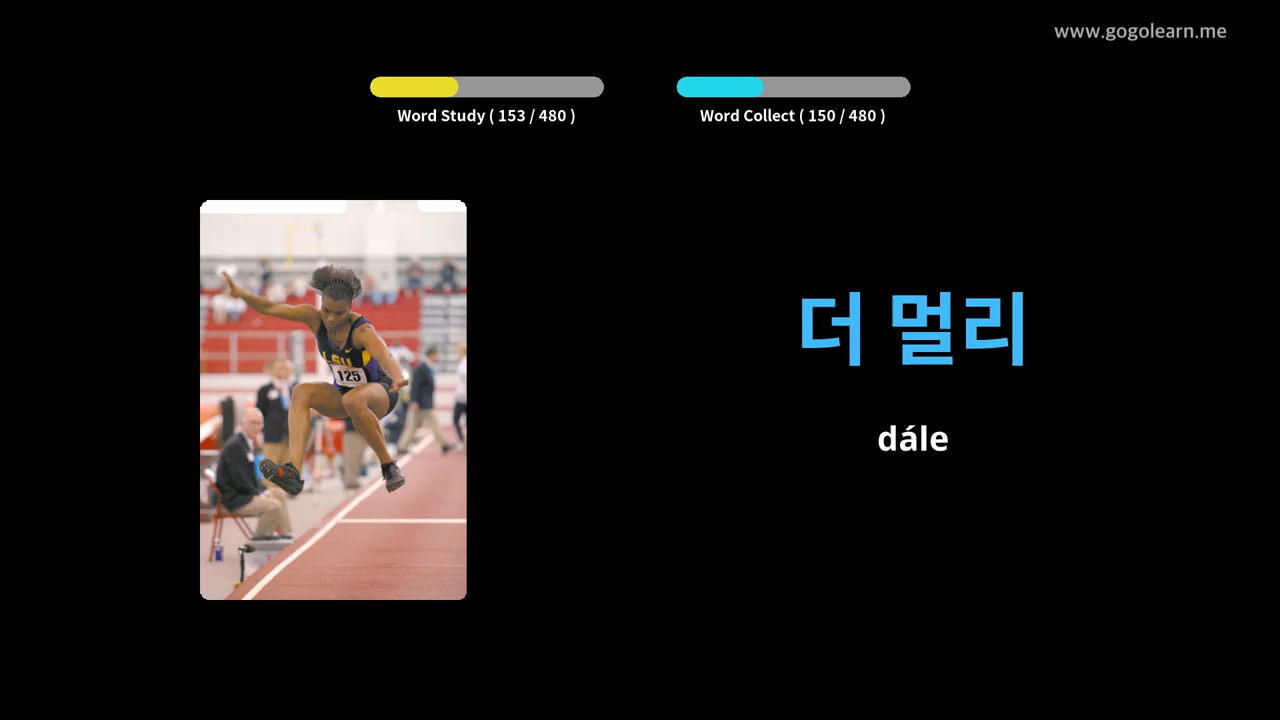 www.gogolearn.me
Word Study ( 153 / 480 )
Word Collect ( 150 / 480 )
LSU
125
더 멀리
dále